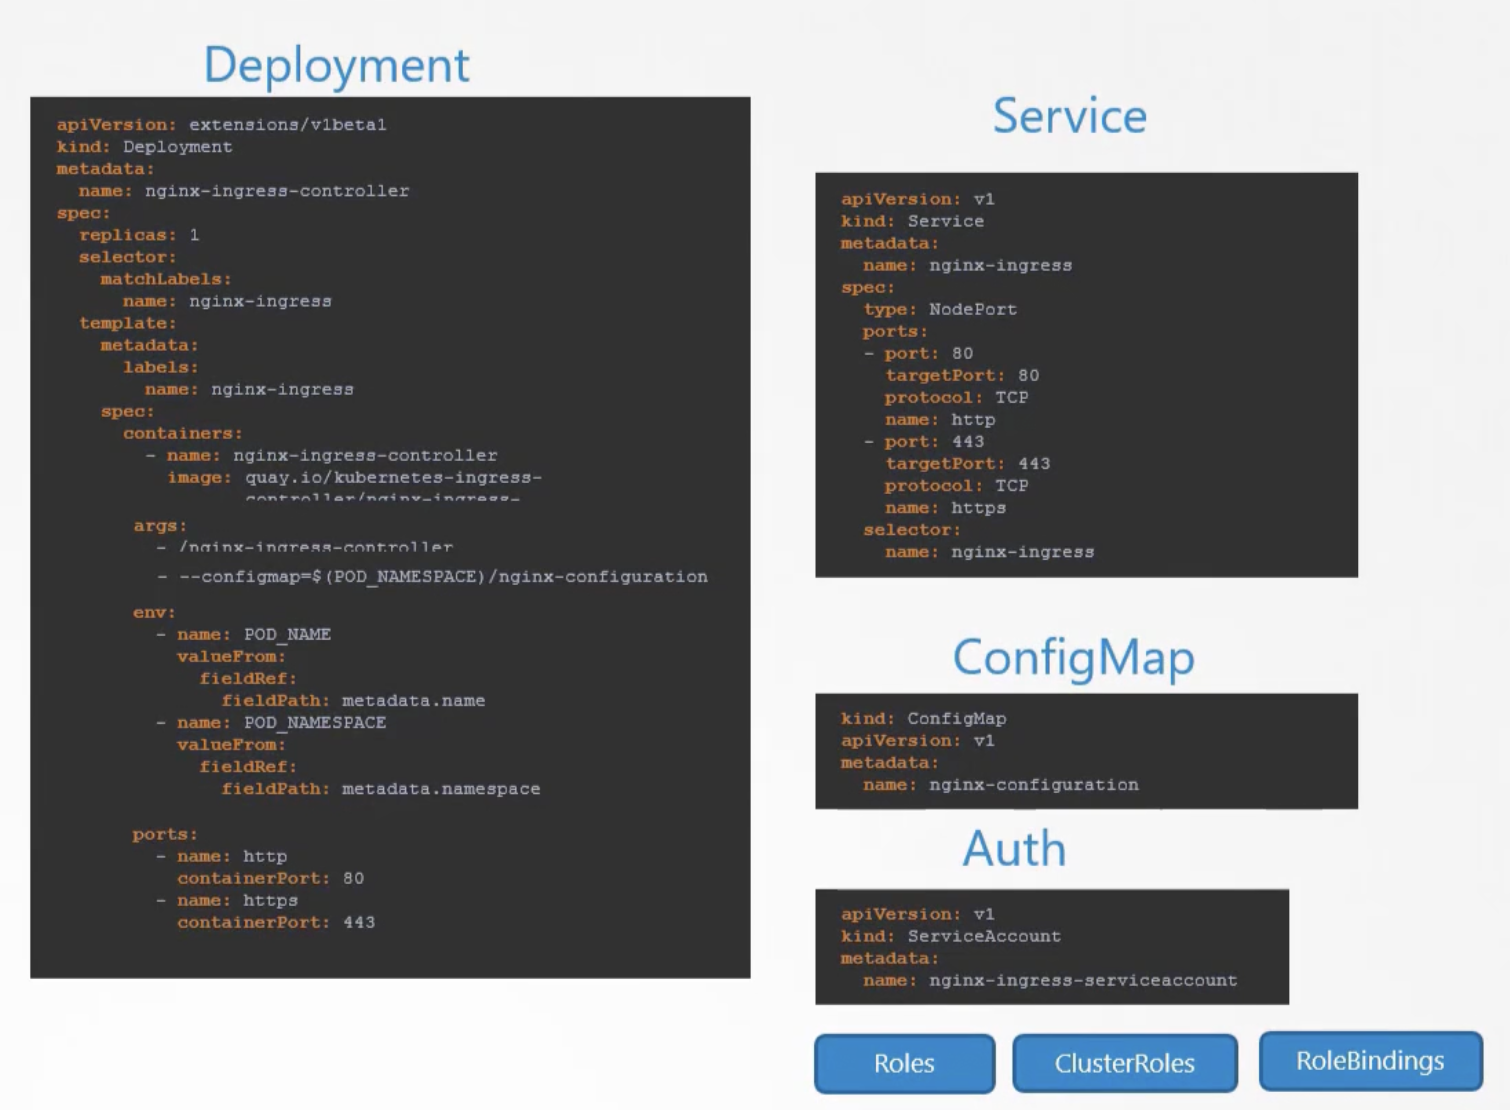 Deployment
apiVersion: extensions/v1beta1
kind: Deployment
metadata:
  name: nginx-ingress-controller
spec:
  replicas: 1
  selector:
    matchLabels:
      name: nginx-ingress
  template:
    metadata:
      labels:
        name: nginx-ingress
    spec:
      containers:
        - name: nginx-ingress-controller
          image: quay.io/kubernetes-ingress-
                 controller/nginx-ingress-
       args:
         - /nginx-ingress-controller
         - --configmap=$(POD_NAMESPACE)/nginx-configuration
       env:
         - name: POD_NAME
           valueFrom:
             fieldRef:
               fieldPath: metadata.name
         - name: POD_NAMESPACE
           valueFrom:
             fieldRef:
               fieldPath: metadata.namespace
       ports:
         - name: http
           containerPort: 80
         - name: https
           containerPort: 443
Service
apiVersion: v1
kind: Service
metadata:
  name: nginx-ingress
spec:
  type: NodePort
  ports:
  - port: 80
    targetPort: 80
    protocol: TCP
    name: http
  - port: 443
    targetPort: 443
    protocol: TCP
    name: https
  selector:
    name: nginx-ingress
ConfigMap
kind: ConfigMap
apiVersion: v1
metadata:
  name: nginx-configuration
Auth
apiVersion: v1
kind: ServiceAccount
metadata:
  name: nginx-ingress-serviceaccount
Roles
ClusterRoles
RoleBindings